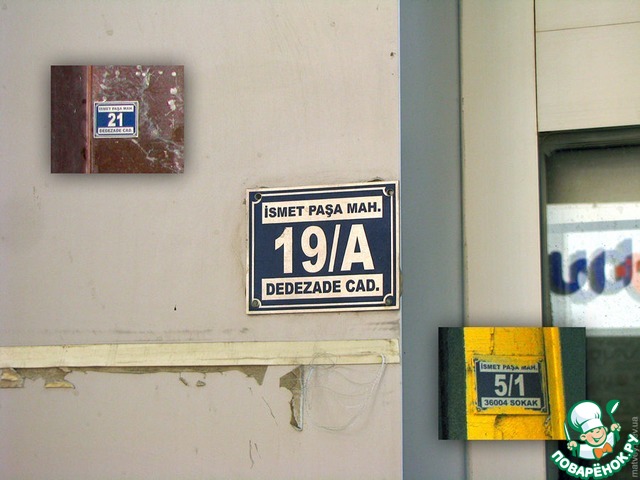 İSMET PAŞA MAH.
21
DEDEZADE CAD.
İSMET PAŞA MAH.
19/A
DEDEZADE CAD.
İSMET PAŞA MAH.
5/1
36004 SOKAK
ПОВАРЁНОК.РУ